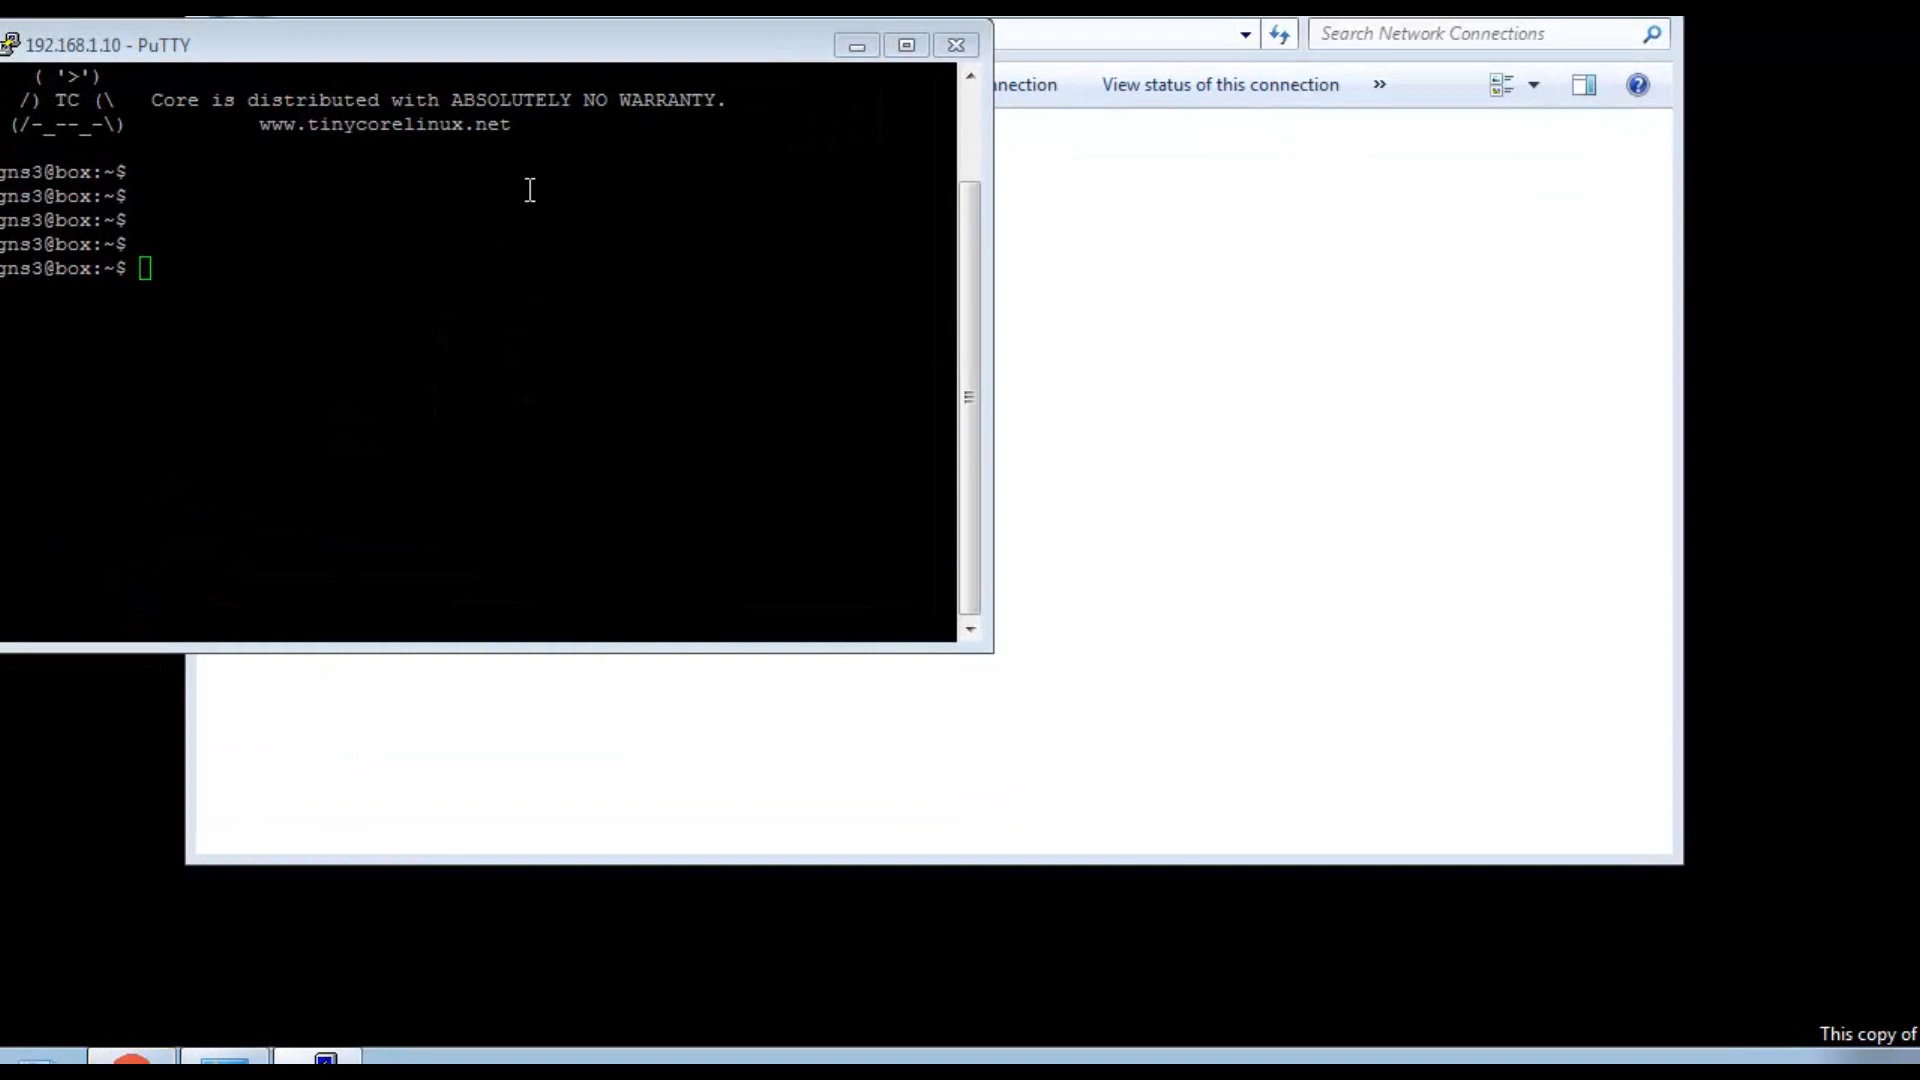 192.168.1.10 - PuTTY
( '>')
/) TC (\ Core is distributed with ABSOLUTELY NO WARRANTY.
(/-_--_-\) www.tinycorelinux.net
gns3@box:~$
gns3@box:~$
gns3@box:~$
gns3@box:~$
gns3@box:~$
Search Network Connections
nnection View status of this connection »
This copy of